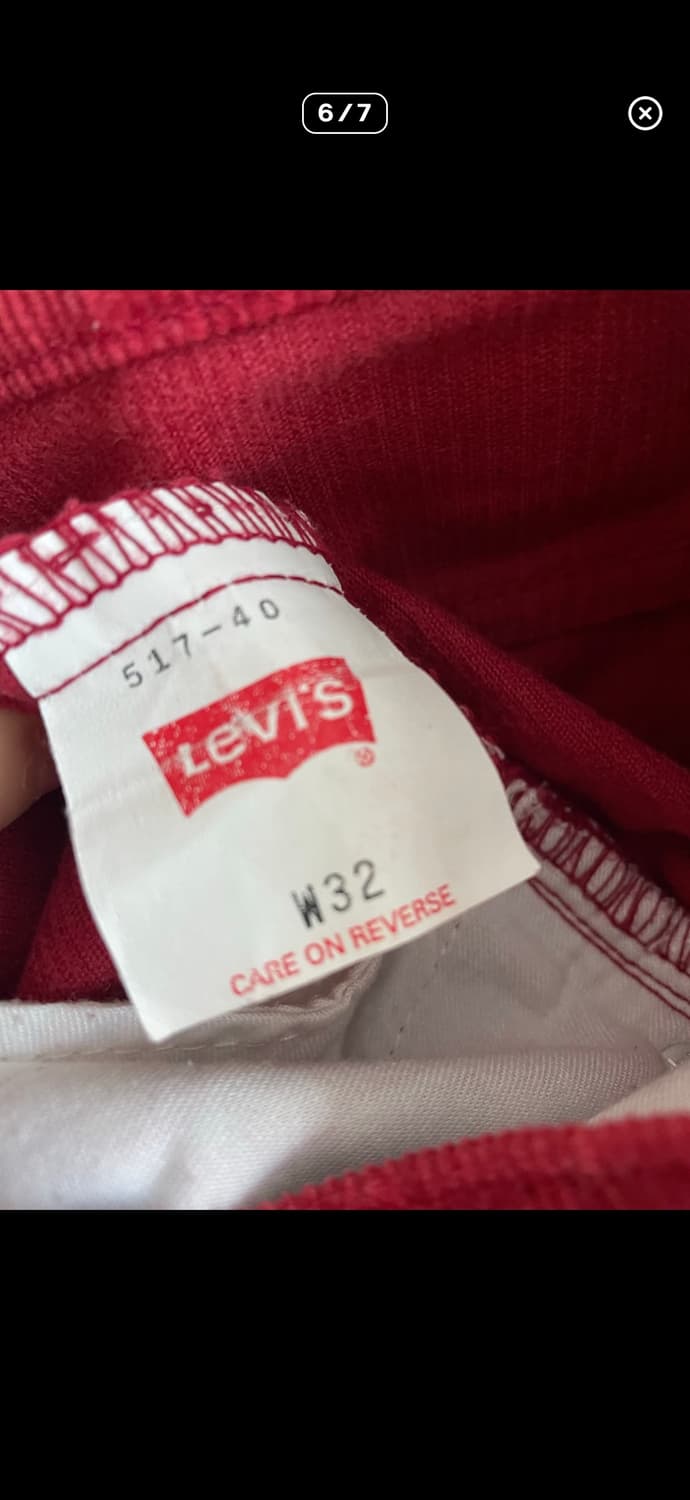 6/7
517-40
Levi's
W32
CARE ON REVERSE